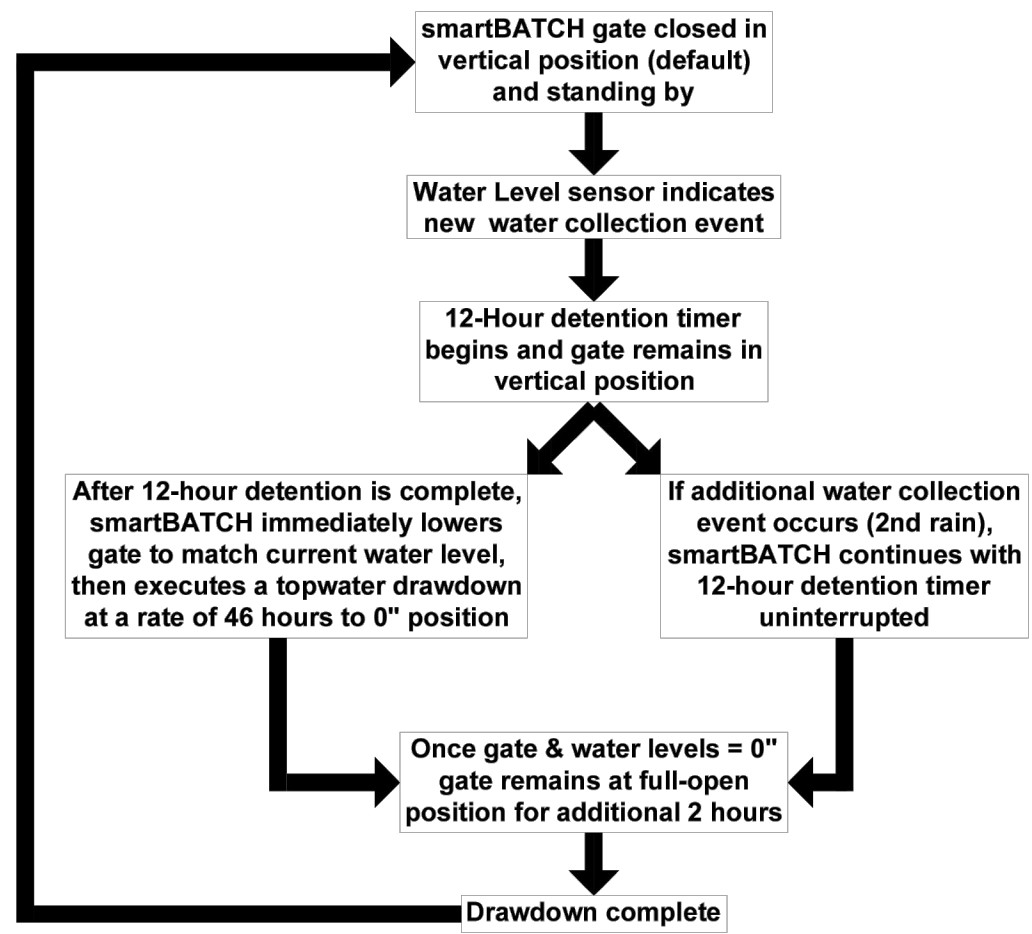 smartBATCH gate closed in
vertical position (default)
and standing by
Water Level sensor indicates
new  water collection event
12-Hour detention timer
begins and gate remains in
vertical position
After 12-hour detention is complete,
smartBATCH immediately lowers
gate to match current water level,
then executes a topwater drawdown
at a rate of 46 hours to 0" position
If additional water collection
event occurs (2nd rain),
smartBATCH continues with
12-hour detention timer
uninterrupted
Once gate & water levels = 0"
gate remains at full-open
position for additional 2 hours
Drawdown complete